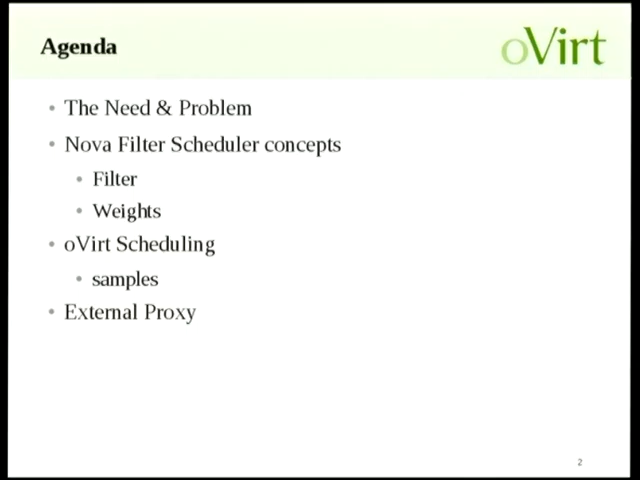 Agenda
oVirt
The Need & Problem
Nova Filter Scheduler concepts
Filter
Weights
oVirt Scheduling
samples
External Proxy
2